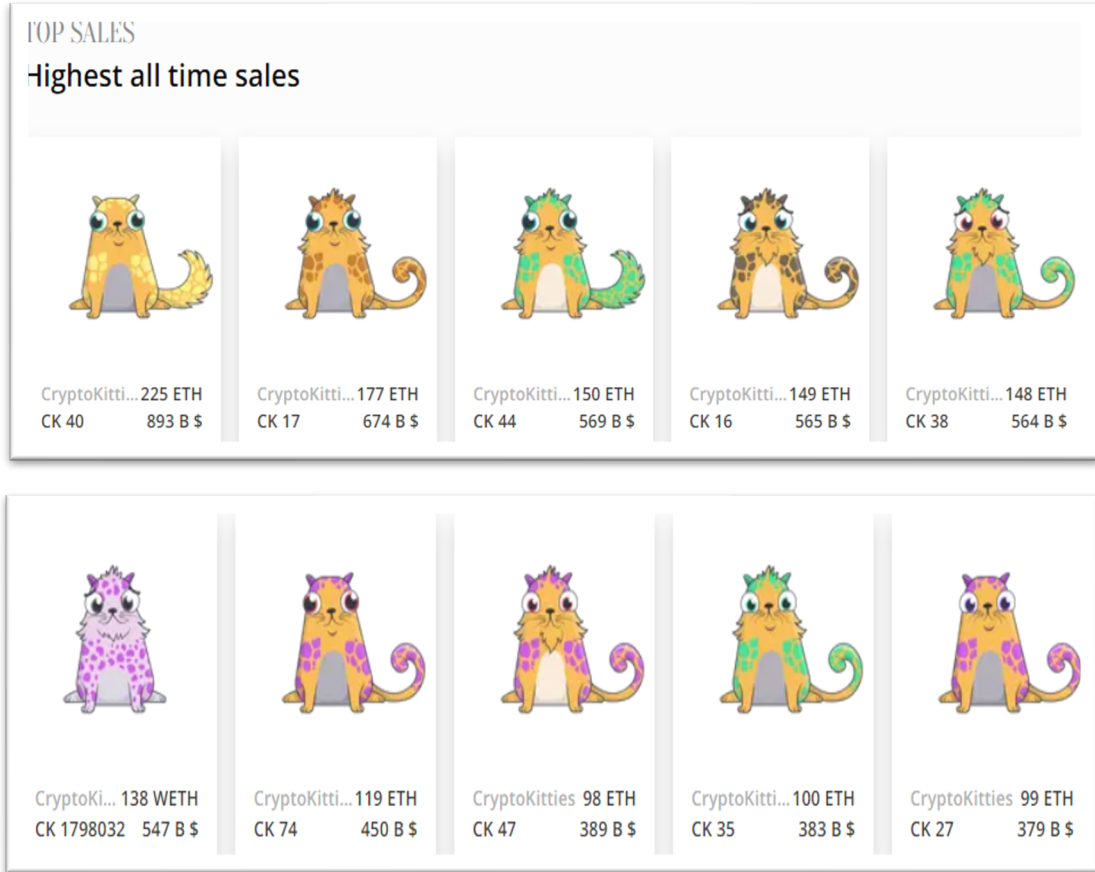 TOP SALES
Highest all time sales
CryptoKitti... 225 ETH
CK 40 893 B $
CryptoKitti... 177 ETH
CK 17 674 B $
CryptoKitti... 150 ETH
CK 44 569 B $
CryptoKitti... 149 ETH
CK 16 565 B $
CryptoKitti... 148 ETH
CK 38 564 B $
CryptoKi... 138 WETH
CK 1798032 547 B $
CryptoKitti... 119 ETH
CK 74 450 B $
CryptoKitties 98 ETH
CK 47 389 B $
CryptoKitti... 100 ETH
CK 35 383 B $
CryptoKitties 99 ETH
CK 27 379 B $